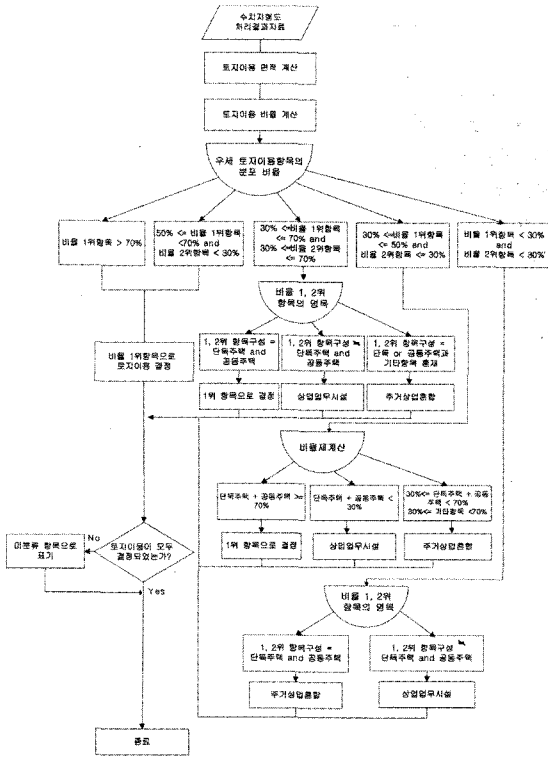 수치지형도
처리결과자료
토지이용 면적 계산
토지이용 비율 계산
우세 토지이용항목의
분포 비율
비율 1위항목 > 70%
50% <= 비율 1위항목
<70% and
비율 2위항목 < 30%
30% <=비율 1위항목
<= 70% and
30% <=비율 2위항목
<= 70%
30% <=비율 1위항목
<= 50% and
비율 2위항목 <= 30%
비율 1위항목 < 30%
and
비율 2위항목 < 30%
비율 1, 2위
항목의 명목
1, 2위 항목구성 =
단독주택 and
공동주택
1, 2위 항목구성 ≒
단독주택 and
공동주택
1, 2위 항목구성 =
단독 or 공동주택과
기타항목 혼재
비율 1위항목으로
토지이용 결정
1위 항목으로 결정
상업업무시설
주거상업혼합
비율재계산
단독주택 + 공동주택 >=
70%
단독주택 + 공동주택 <
30%
30%<= 단독주택 + 공동
주택 < 70%
30%<= 기타항목 <70%
1위 항목으로 결정
상업업무시설
주거상업혼합
미분류 항목으로
표기
No
토지이용이 모두
결정되었는가?
Yes
비율 1, 2위
항목의 명목
1, 2위 항목구성 =
단독주택 and 공동주택
1, 2위 항목구성 ≒
단독주택 and 공동주택
주거상업혼합
상업업무시설
종료